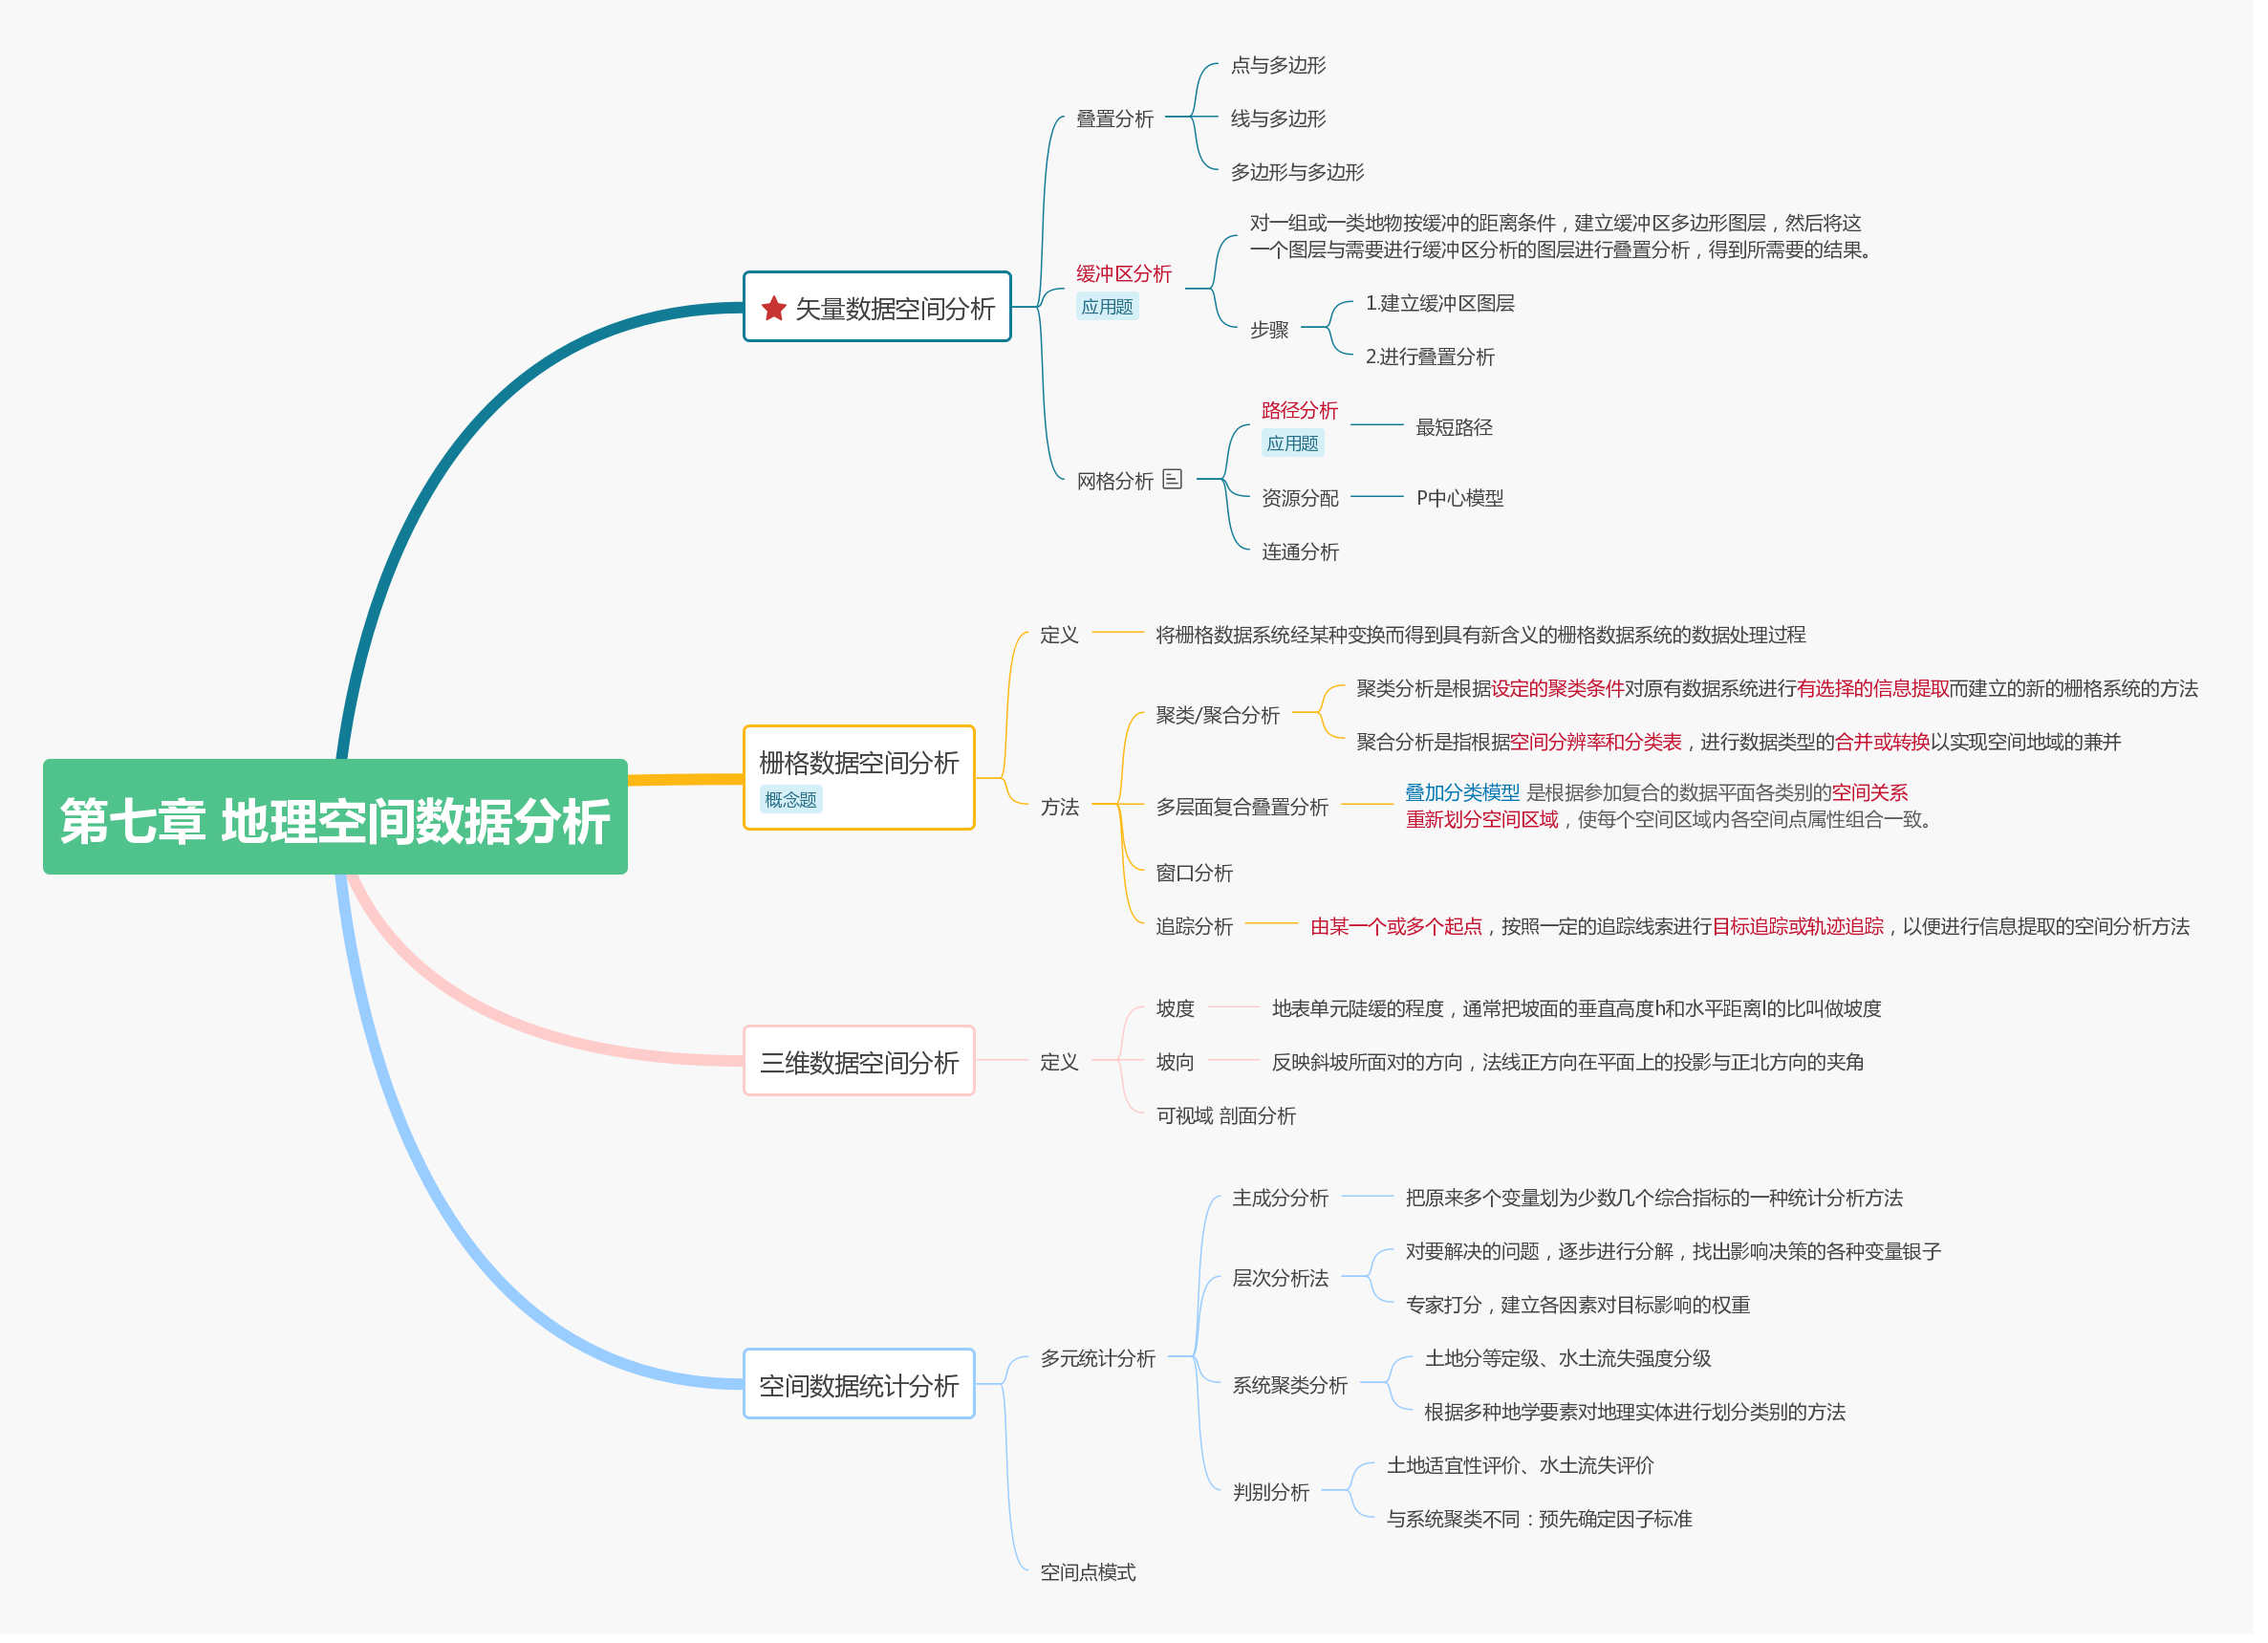 第七章 地理空间数据分析
矢量数据空间分析
叠置分析
点与多边形
线与多边形
多边形与多边形
缓冲区分析
应用题
对一组或一类地物按缓冲的距离条件，建立缓冲区多边形图层，然后将这
一个图层与需要进行缓冲区分析的图层进行叠置分析，得到所需要的结果。
步骤
1.建立缓冲区图层
2.进行叠置分析
网格分析
路径分析
应用题
最短路径
资源分配
P中心模型
连通分析
栅格数据空间分析
概念题
定义
将栅格数据系统经某种变换而得到具有新含义的栅格数据系统的数据处理过程
方法
聚类/聚合分析
聚类分析是根据设定的聚类条件对原有数据系统进行有选择的信息提取而建立的新的栅格系统的方法
聚合分析是指根据空间分辨率和分类表，进行数据类型的合并或转换以实现空间地域的兼并
多层面复合叠置分析
叠加分类模型 是根据参加复合的数据平面各类别的空间关系
重新划分空间区域，使每个空间区域内各空间点属性组合一致。
窗口分析
追踪分析
由某一个或多个起点，按照一定的追踪线索进行目标追踪或轨迹追踪，以便进行信息提取的空间分析方法
三维数据空间分析
定义
坡度
地表单元陡缓的程度，通常把坡面的垂直高度h和水平距离l的比叫做坡度
坡向
反映斜坡所面对的方向，法线正方向在平面上的投影与正北方向的夹角
可视域 剖面分析
空间数据统计分析
多元统计分析
主成分分析
把原来多个变量划为少数几个综合指标的一种统计分析方法
层次分析法
对要解决的问题，逐步进行分解，找出影响决策的各种变量银子
专家打分，建立各因素对目标影响的权重
系统聚类分析
土地分等定级、水土流失强度分级
根据多种地学要素对地理实体进行划分类别的方法
判别分析
土地适宜性评价、水土流失评价
与系统聚类不同：预先确定因子标准
空间点模式